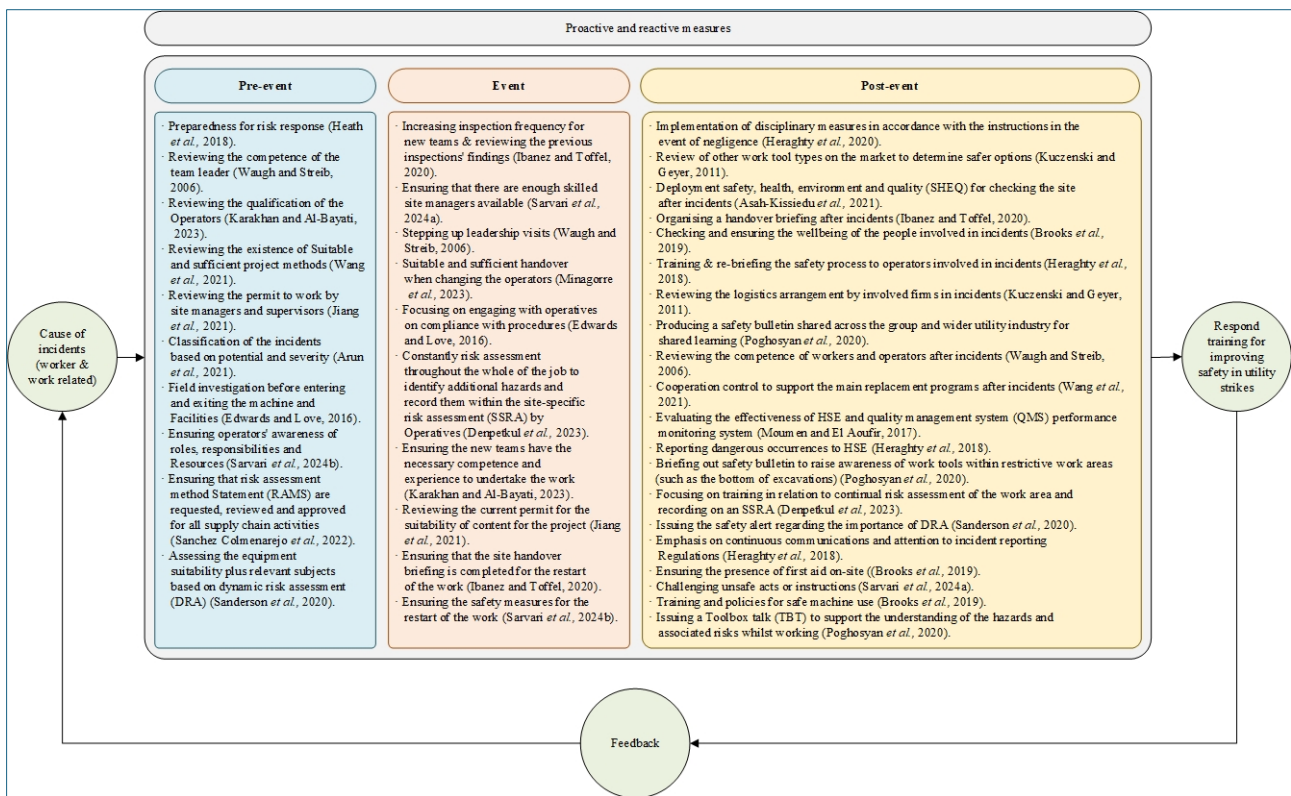 Proactive and reactive measures
Pre-event
· Preparedness for risk response (Heath
et al., 2018).
· Reviewing the competence of the
team leader (Waugh and Streib,
2006).
· Reviewing the qualification of the
Operators (Karakhan and Al-Bayati,
2023).
· Reviewing the existence of Suitable
and sufficient project methods (Wang
et al., 2021).
· Reviewing the permit to work by
site managers and supervisors (Jiang
et al., 2021).
· Classification of the incidents
based on potential and severity (Arun
et al., 2021).
· Field investigation before entering
and exiting the machine and
Facilities (Edwards and Love, 2016).
· Ensuring operators' awareness of
roles, responsibilities and
Resources (Sarvari et al., 2024b).
· Ensuring that risk assessment
method Statement (RAMS) are
requested, reviewed and approved
for all supply chain activities
(Sanchez Colmenarejo et al., 2022).
· Assessing the equipment
suitability plus relevant subjects
based on dynamic risk assessment
(DRA) (Sanderson et al., 2020).
Event
· Increasing inspection frequency for
new teams & reviewing the previous
inspections' findings (Ibanez and Toffel,
2020).
· Ensuring that there are enough skilled
site managers available (Sarvari et al.,
2024a).
· Stepping up leadership visits (Waugh
and Streib, 2006).
· Suitable and sufficient handover
when changing the operators (Minagorre
et al., 2023).
· Focusing on engaging with operatives
on compliance with procedures (Edwards
and Love, 2016).
· Constantly risk assessment
throughout the whole of the job to
identify additional hazards and
record them within the site-specific
risk assessment (SSRA) by
Operatives (Denpetkul et al., 2023).
· Ensuring the new teams have the
necessary competence and
experience to undertake the work
(Karakhan and Al-Bayati, 2023).
· Reviewing the current permit for the
suitability of content for the project (Jiang
et al., 2021).
· Ensuring that the site handover
briefing is completed for the restart
of the work (Ibanez and Toffel, 2020).
· Ensuring the safety measures for the
restart of the work (Sarvari et al., 2024b).
Post-event
· Implementation of disciplinary measures in accordance with the instructions in the
event of negligence (Heraghty et al., 2020).
· Review of other work tool types on the market to determine safer options (Kuczenski and
Geyer, 2011).
· Deployment safety, health, environment and quality (SHEQ) for checking the site
after incidents (Asah-Kissiedu et al., 2021).
· Organising a handover briefing after incidents (Ibanez and Toffel, 2020).
· Checking and ensuring the wellbeing of the people involved in incidents (Brooks et al.,
2019).
· Training & re-briefing the safety process to operators involved in incidents (Heraghty et al.,
2018).
· Reviewing the logistics arrangement by involved firms in incidents (Kuczenski and Geyer,
2011).
· Producing a safety bulletin shared across the group and wider utility industry for
shared learning (Poghosyan et al., 2020).
· Reviewing the competence of workers and operators after incidents (Waugh and Streib,
2006).
· Cooperation control to support the main replacement programs after incidents (Wang et al.,
2021).
· Evaluating the effectiveness of HSE and quality management system (QMS) performance
monitoring system (Moumen and El Aoufir, 2017).
· Reporting dangerous occurrences to HSE (Heraghty et al., 2018).
· Briefing out safety bulletin to raise awareness of work tools within restrictive work areas
(such as the bottom of excavations) (Poghosyan et al., 2020).
· Focusing on training in relation to continual risk assessment of the work area and
recording on an SSRA (Denpetkul et al., 2023).
· Issuing the safety alert regarding the importance of DRA (Sanderson et al., 2020).
· Emphasis on continuous communications and attention to incident reporting
Regulations (Heraghty et al., 2018).
· Ensuring the presence of first aid on-site ((Brooks et al., 2019).
· Challenging unsafe acts or instructions (Sarvari et al., 2024a).
· Training and policies for safe machine use (Brooks et al., 2019).
· Issuing a Toolbox talk (TBT) to support the understanding of the hazards and
associated risks whilst working (Poghosyan et al., 2020).
Cause of
incidents
(worker &
work related)
Respond
training for
improving
safety in utility
strikes
Feedback